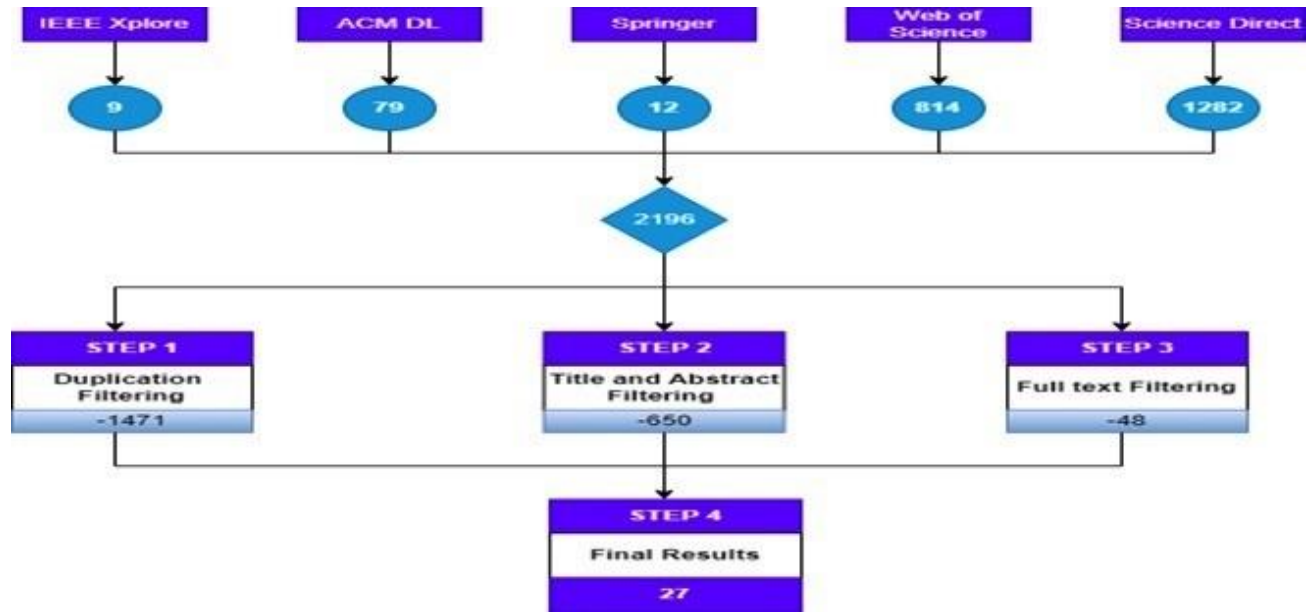 IEEE Xplore
ACM DL
Springer
Web of
Science
Science Direct
9
79
12
814
1282
2196
STEP 1
Duplication
Filtering
-1471
STEP 2
Title and Abstract
Filtering
-650
STEP 3
Full text Filtering
-48
STEP 4
Final Results
27